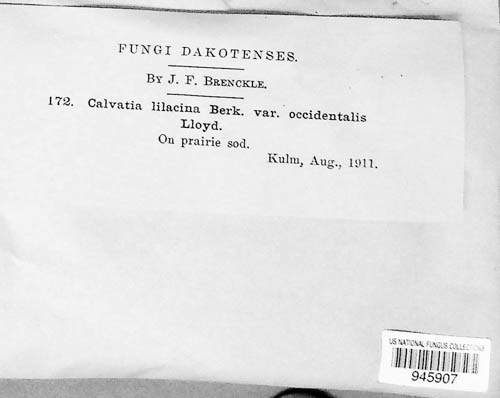 FUNGI DAKOTENSES.
By J. F. Brenckle.
172. Calvatia lilacina Berk. var. occidentalis
Lloyd.
On prairie sod.
Kulm, Aug., 1911.
US NATIONAL FUNGUS COLLECTIONS
945907